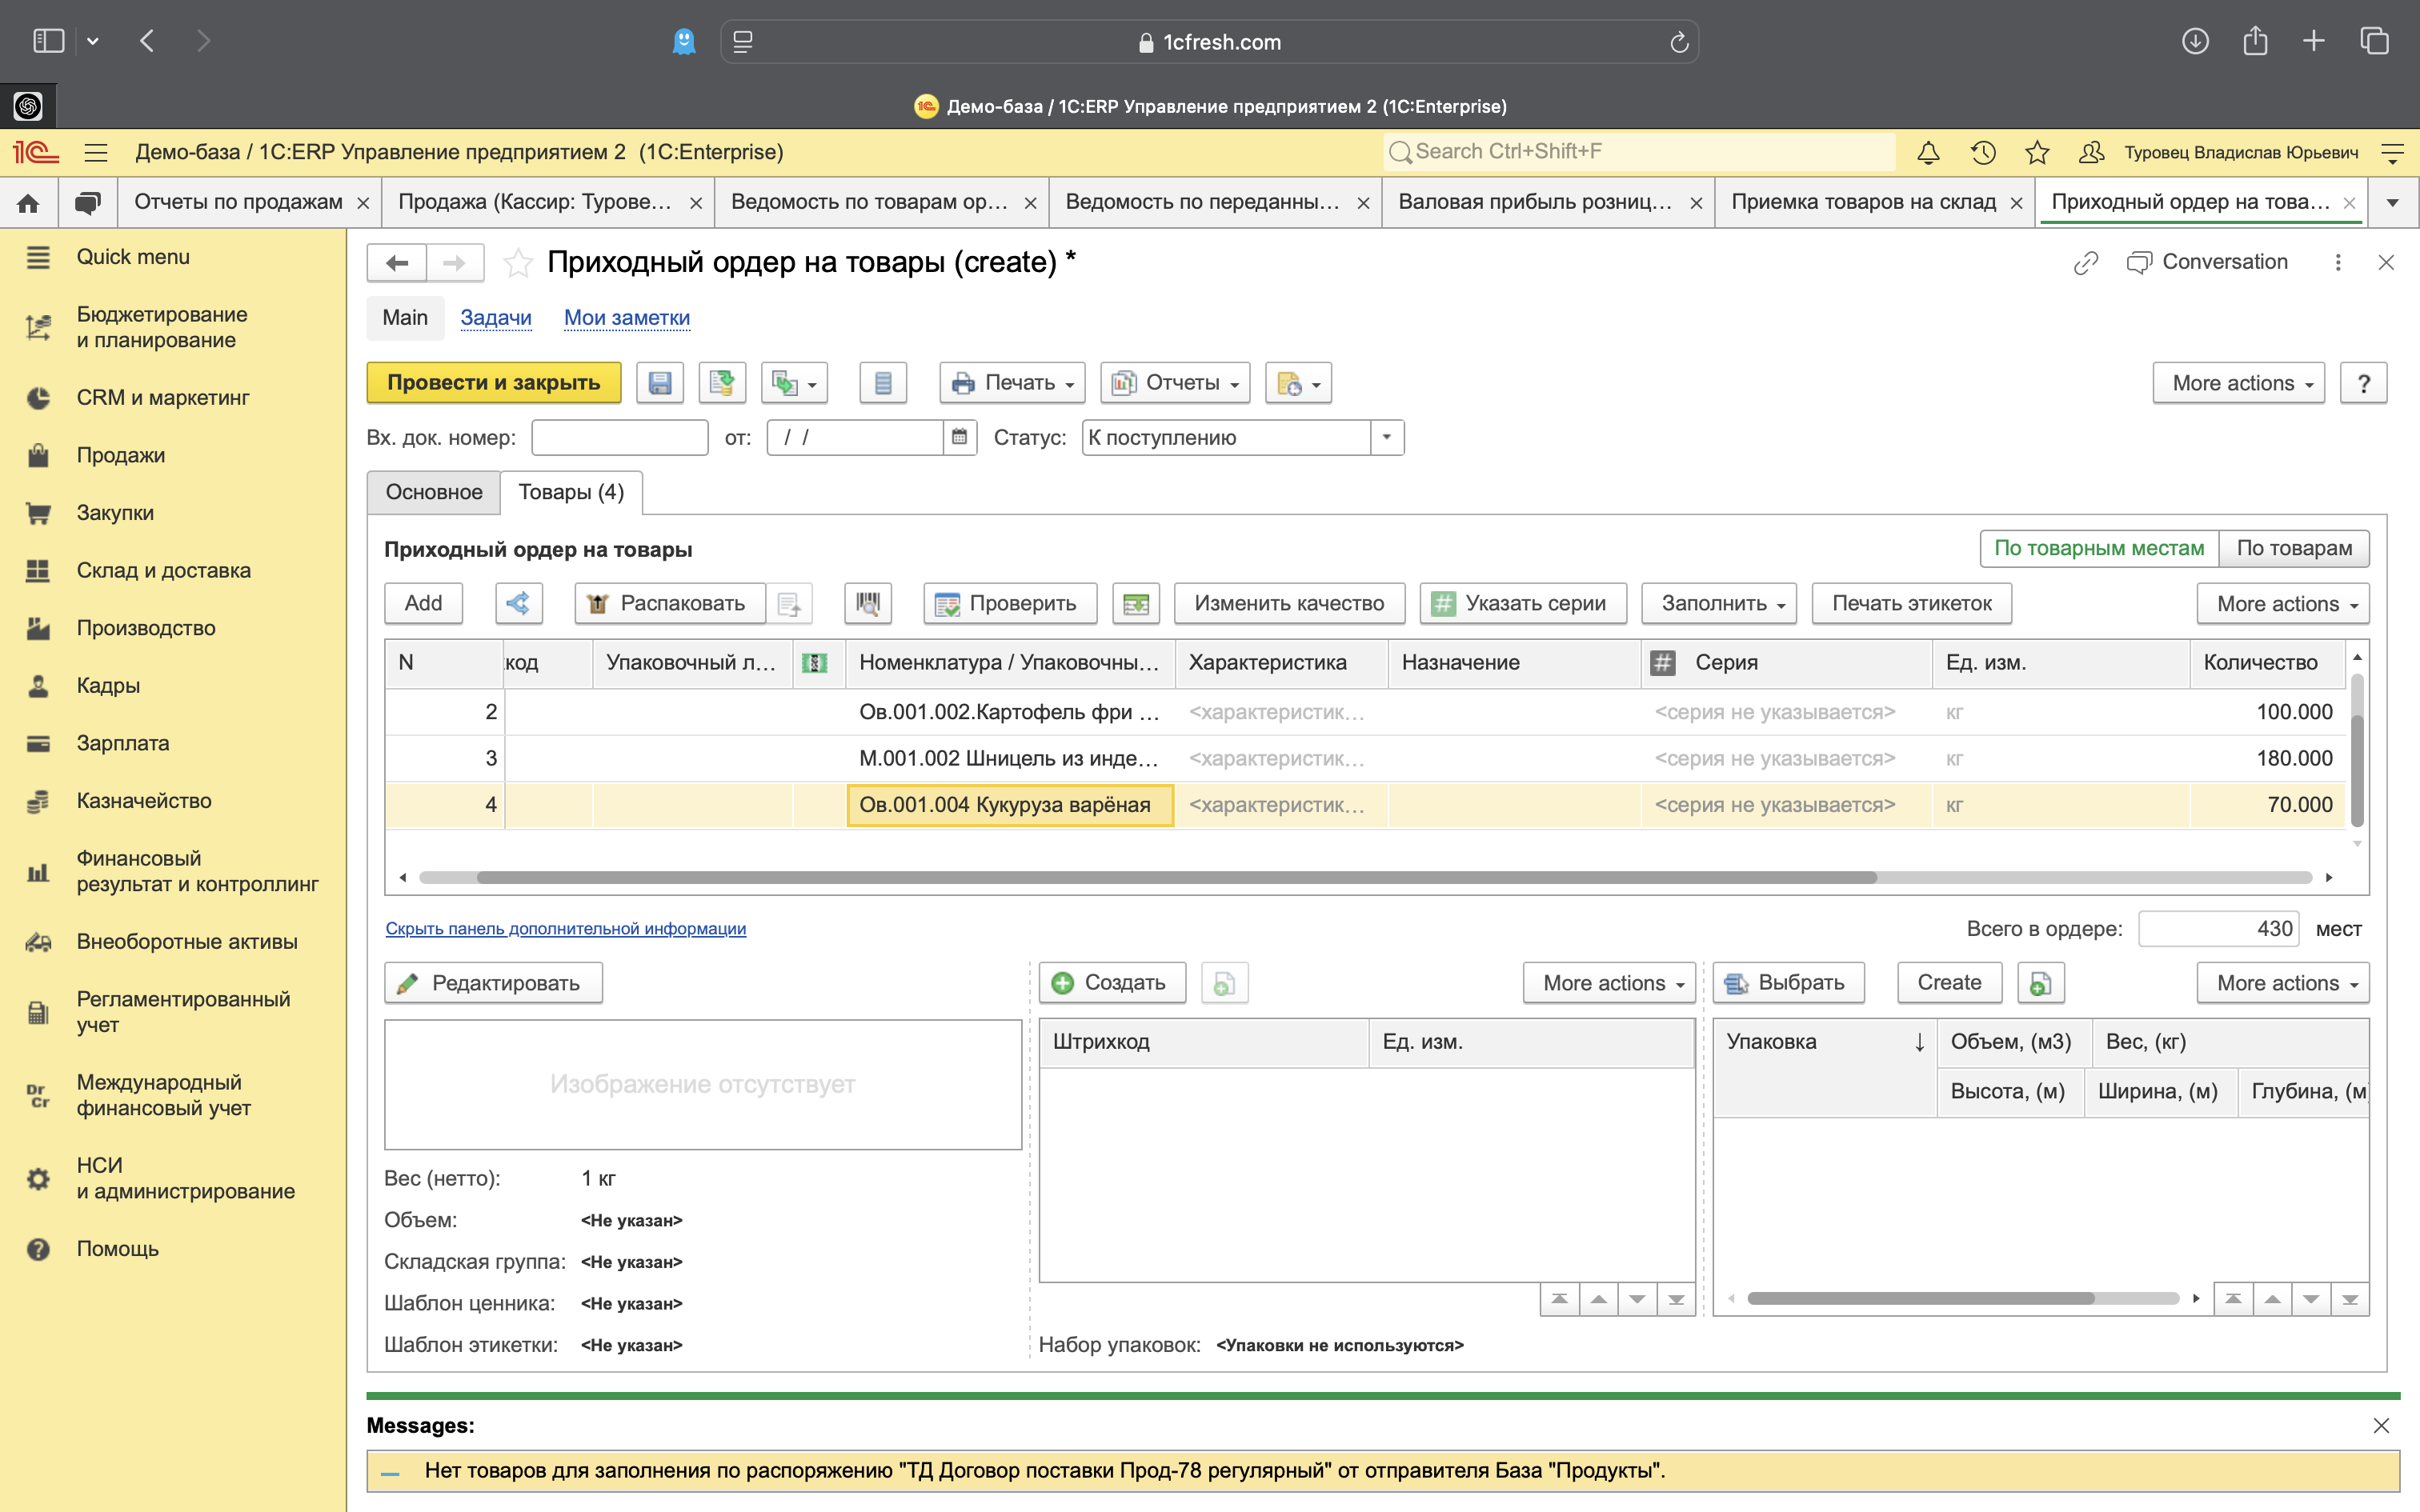 1cfresh.com
Демо-база / 1С:ERP Управление предприятием 2 (1C:Enterprise)
Демо-база / 1С:ERP Управление предприятием 2 (1C:Enterprise)
Search Ctrl+Shift+F
Туровец Владислав Юрьевич
Отчеты по продажам
Продажа (Кассир: Турове...
Ведомость по товарам ор...
Ведомость по переданны...
Валовая прибыль розниц...
Приемка товаров на склад
Приходный ордер на това...
Quick menu
Бюджетирование
и планирование
CRM и маркетинг
Продажи
Закупки
Склад и доставка
Производство
Кадры
Зарплата
Казначейство
Финансовый
результат и контроллинг
Внеоборотные активы
Регламентированный
учет
Международный
финансовый учет
НСИ
и администрирование
Помощь
Приходный ордер на товары (create) *
Conversation
Main Задачи Мои заметки
Провести и закрыть Печать Отчеты More actions ?
Вх. док. номер: от: / / Статус: К поступлению
Основное Товары (4)
Приходный ордер на товары По товарным местам По товарам
Add Распаковать Проверить Изменить качество # Указать серии Заполнить Печать этикеток More actions
N код Упаковочный л... Номенклатура / Упаковочны... Характеристика Назначение # Серия Ед. изм. Количество
2 Ов.001.002.Картофель фри ... <характеристик... <серия не указывается> кг 100.000
3 М.001.002 Шницель из инде... <характеристик... <серия не указывается> кг 180.000
4 Ов.001.004 Кукуруза варёная <характеристик... <серия не указывается> кг 70.000
Скрыть панель дополнительной информации Всего в ордере: 430 мест
Редактировать Создать More actions Выбрать Create More actions
Изображение отсутствует
Штрихкод Ед. изм.
Упаковка ↓ Объем, (м3) Вес, (кг)
Высота, (м) Ширина, (м) Глубина, (м
Вес (нетто): 1 кг
Объем: <Не указан>
Складская группа: <Не указан>
Шаблон ценника: <Не указан>
Шаблон этикетки: <Не указан>
Набор упаковок: <Упаковки не используются>
Messages:
Нет товаров для заполнения по распоряжению "ТД Договор поставки Прод-78 регулярный" от отправителя База "Продукты".